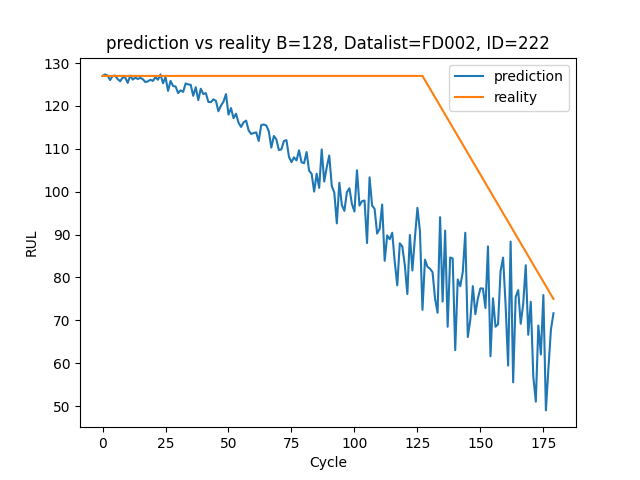 prediction vs reality B=128, Datalist=FD002, ID=222
130
120
110
100
90
80
70
60
50
RUL
prediction
reality
0 25 50 75 100 125 150 175
Cycle